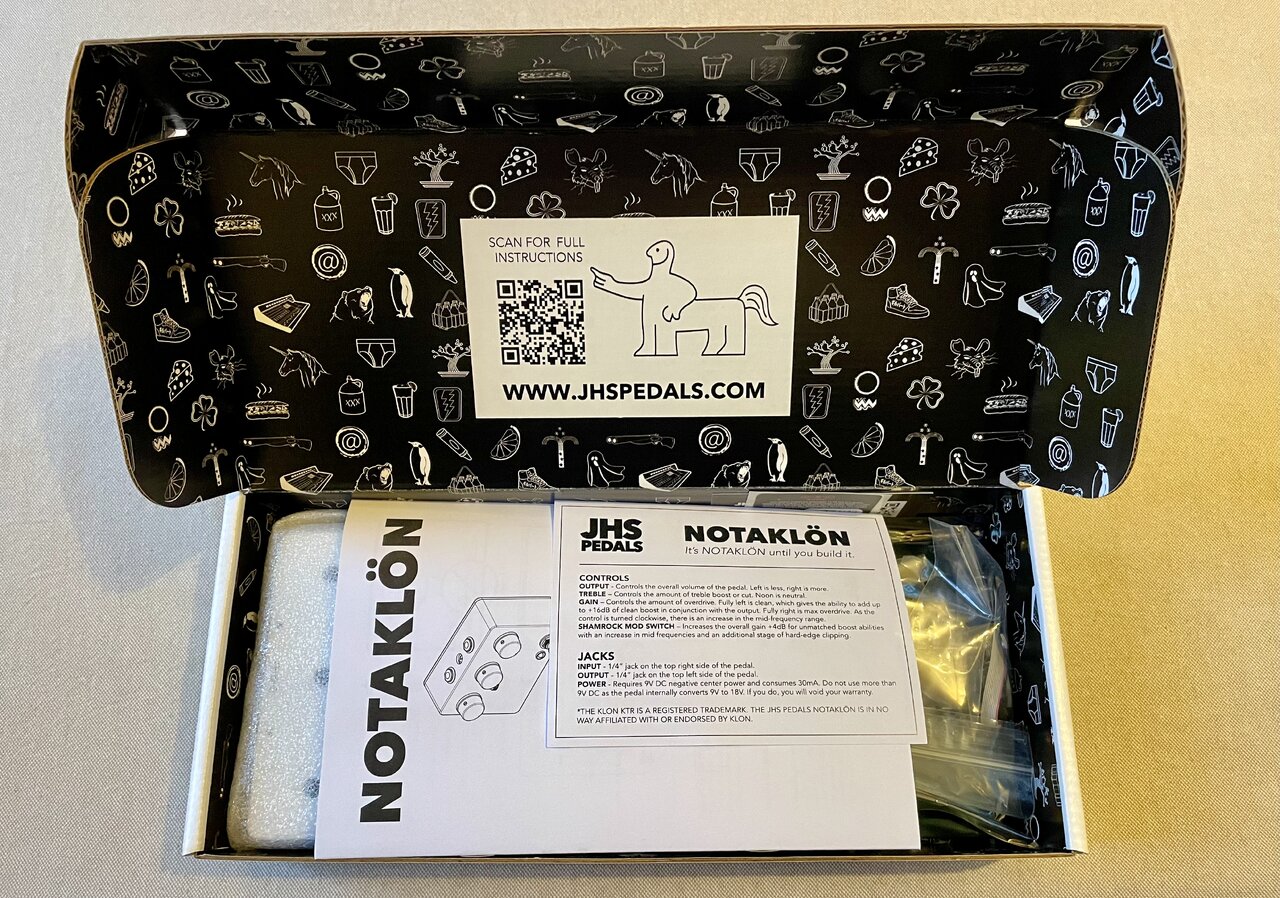 SCAN FOR FULL
INSTRUCTIONS
WWW.JHSPEDALS.COM
NOTAKLÖN
JHS
PEDALS
NOTAKLÖN
It's NOTAKLÖN until you build it.
CONTROLS
OUTPUT - Controls the overall volume of the pedal. Left is less, right is more.
TREBLE – Controls the amount of treble boost or cut. Noon is neutral.
GAIN – Controls the amount of overdrive. Fully left is clean, which gives the ability to add up
to +16dB of clean boost in conjunction with the output. Fully right is max overdrive. As the
control is turned clockwise, there is an increase in the mid-frequency range.
SHAMROCK MOD SWITCH – Increases the overall gain +4dB for unmatched boost abilities
with an increase in mid frequencies and an additional stage of hard-edge clipping.
JACKS
INPUT - 1/4" jack on the top right side of the pedal.
OUTPUT - 1/4" jack on the top left side of the pedal.
POWER - Requires 9V DC negative center power and consumes 30mA. Do not use more than
9V DC as the pedal internally converts 9V to 18V. If you do, you will void your warranty.
*THE KLON KTR IS A REGISTERED TRADEMARK. THE JHS PEDALS NOTAKLÖN IS IN NO
WAY AFFILIATED WITH OR ENDORSED BY KLON.